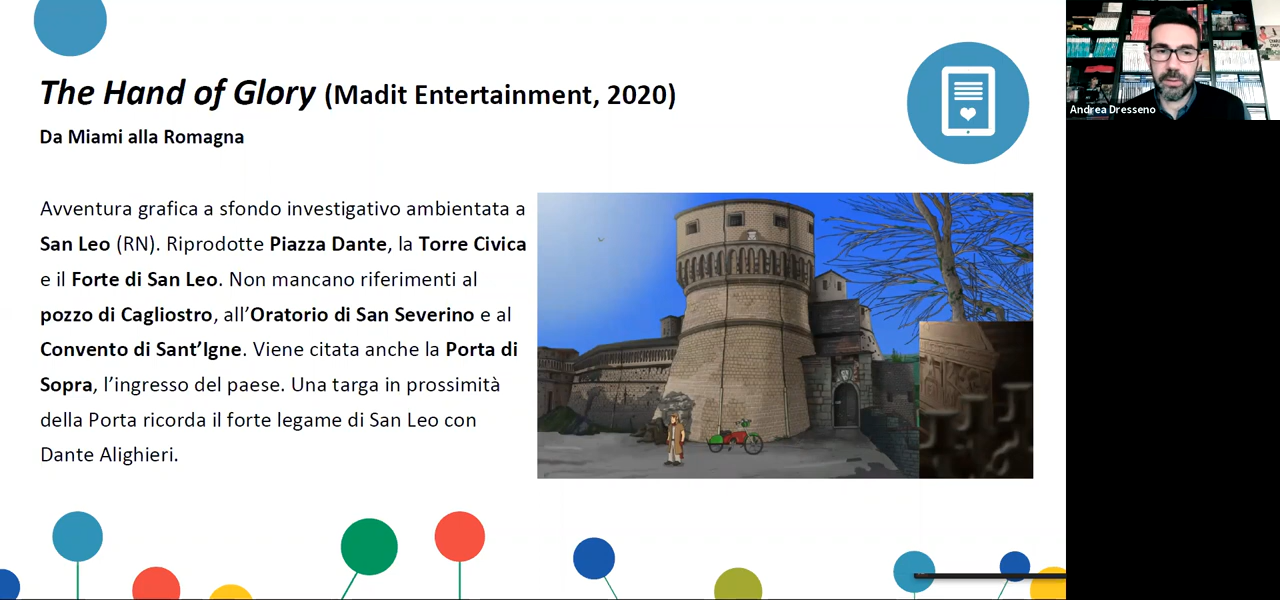 The Hand of Glory (Madit Entertainment, 2020)
Da Miami alla Romagna
Avventura grafica a sfondo investigativo ambientata a
San Leo (RN). Riprodotte Piazza Dante, la Torre Civica
e il Forte di San Leo. Non mancano riferimenti al
pozzo di Cagliostro, all’Oratorio di San Severino e al
Convento di Sant’Igne. Viene citata anche la Porta di
Sopra, l’ingresso del paese. Una targa in prossimità
della Porta ricorda il forte legame di San Leo con
Dante Alighieri.
Andrea Dresseno